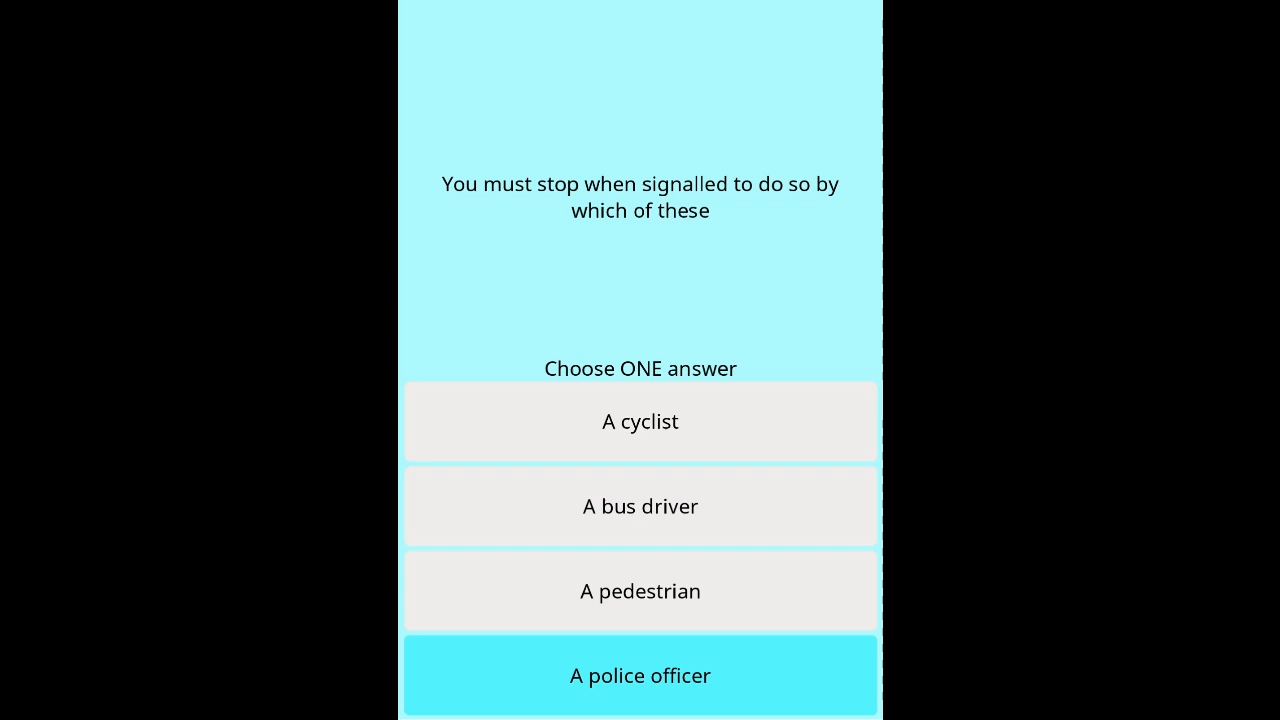 You must stop when signalled to do so by
which of these
Choose ONE answer
A cyclist
A bus driver
A pedestrian
A police officer